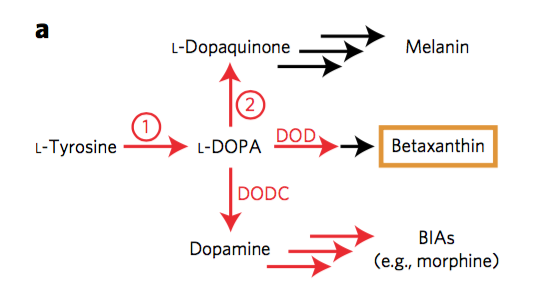 a
L-Dopaquinone
Melanin
2
1
L-Tyrosine
L-DOPA
DOD
Betaxanthin
DODC
Dopamine
BIAs
(e.g., morphine)